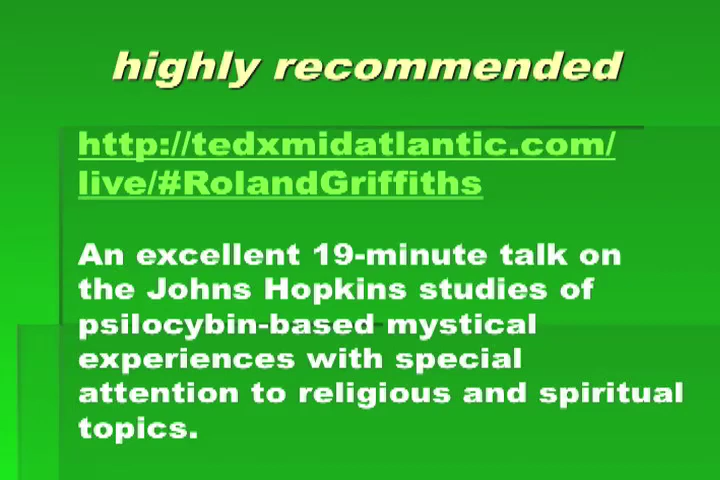 highly recommended
http://tedxmidatlantic.com/
live/#RolandGriffiths
An excellent 19-minute talk on
the Johns Hopkins studies of
psilocybin-based mystical
experiences with special
attention to religious and spiritual
topics.